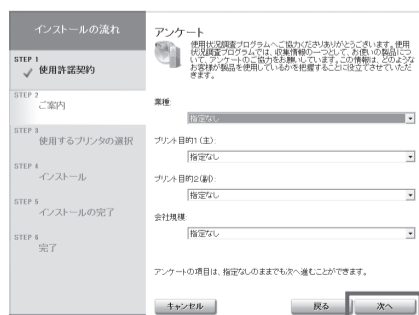 インストールの流れ
STEP 1
使用許諾契約
STEP 2
ご案内
STEP 3
使用するプリンタの選択
STEP 4
インストール
STEP 5
インストールの完了
STEP 6
完了
アンケート
使用状況調査プログラムへご協力くださりありがとうございます。使用
状況調査プログラムでは、収集情報の一つとして、お使いの製品につ
いて、アンケートのご協力をお願いしています。この情報は、どのような
お客様が製品を使用しているかを把握することに役立てさせていただ
きます。
業種:
指定なし
プリント目的1(主):
指定なし
プリント目的2(副):
指定なし
会社規模:
指定なし
アンケートの項目は、指定なしのままでも次へ進むことができます。
キャンセル
戻る
次へ